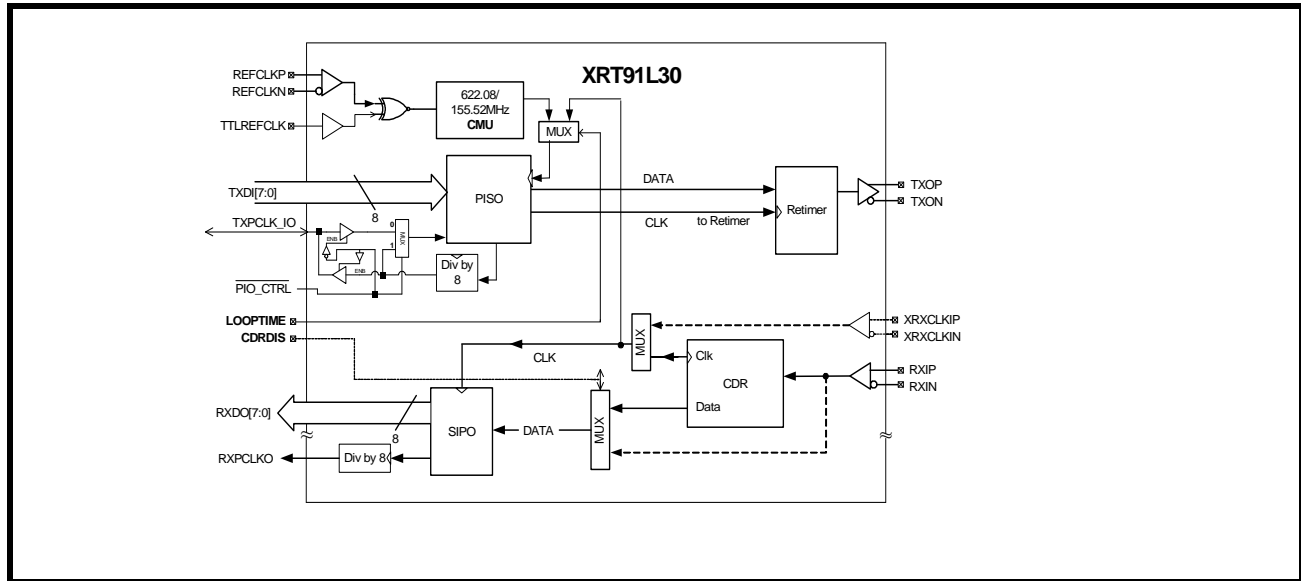 XRT91L30
REFCLKP
REFCLKN
TTLREFCLK
622.08/
155.52MHz
CMU
MUX
TXDI[7:0]
8
PISO
DATA
CLK
to Retimer
Retimer
TXOP
TXON
TXPCLK_IO
ENB
0
1
MUX
ENB
Div by
8
PIO_CTRL
LOOPTIME
CDRDIS
XRXCLKIP
XRXCLKIN
MUX
CLK
Clk
CDR
Data
RXIP
RXIN
RXDO[7:0]
8
SIPO
DATA
MUX
RXPCLKO
Div by 8